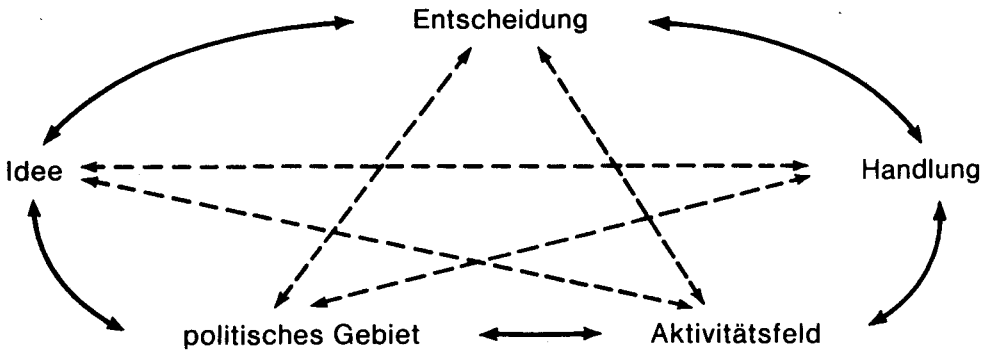 Entscheidung
Idee
Handlung
politisches Gebiet
Aktivitätsfeld